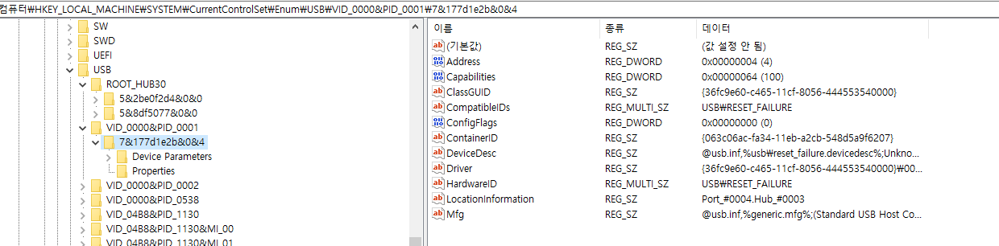 컴퓨터₩HKEY_LOCAL_MACHINE₩SYSTEM₩CurrentControlSet₩Enum₩USB₩VID_0000&PID_0001₩7&177d1e2b&0&4
SW
SWD
UEFI
USB
ROOT_HUB30
5&2be0f2d4&0&0
5&8df5077&0&0
VID_0000&PID_0001
7&177d1e2b&0&4
Device Parameters
Properties
VID_0000&PID_0002
VID_0000&PID_0538
VID_04B8&PID_1130
VID_04B8&PID_1130&MI_00
VID_04B8&PID_1130&MI_01
이름 종류 데이터
(기본값) REG_SZ (값 설정 안 됨)
Address REG_DWORD 0x00000004 (4)
Capabilities REG_DWORD 0x00000064 (100)
ClassGUID REG_SZ {36fc9e60-c465-11cf-8056-444553540000}
CompatibleIDs REG_MULTI_SZ USB₩RESET_FAILURE
ConfigFlags REG_DWORD 0x00000000 (0)
ContainerID REG_SZ {063c06ac-fa34-11eb-a2cb-548d5a9f6207}
DeviceDesc REG_SZ @usb.inf,%usb₩reset_failure.devicedesc%;Unkno...
Driver REG_SZ {36fc9e60-c465-11cf-8056-444553540000}₩00...
HardwareID REG_MULTI_SZ USB₩RESET_FAILURE
LocationInformation REG_SZ Port_#0004.Hub_#0003
Mfg REG_SZ @usb.inf,%generic.mfg%;(Standard USB Host Co...